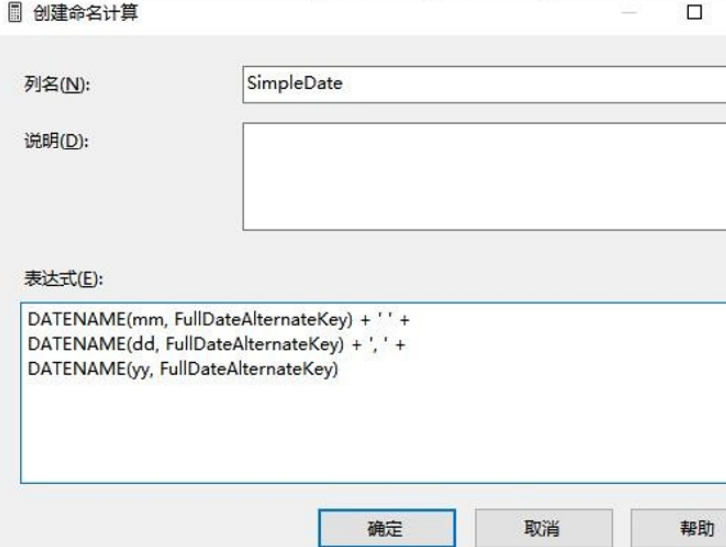 创建命名计算
列名(N):
SimpleDate
说明(D):
表达式(E):
DATENAME(mm, FullDateAlternateKey) + ' ' +
DATENAME(dd, FullDateAlternateKey) + ', ' +
DATENAME(yy, FullDateAlternateKey)
确定
取消
帮助